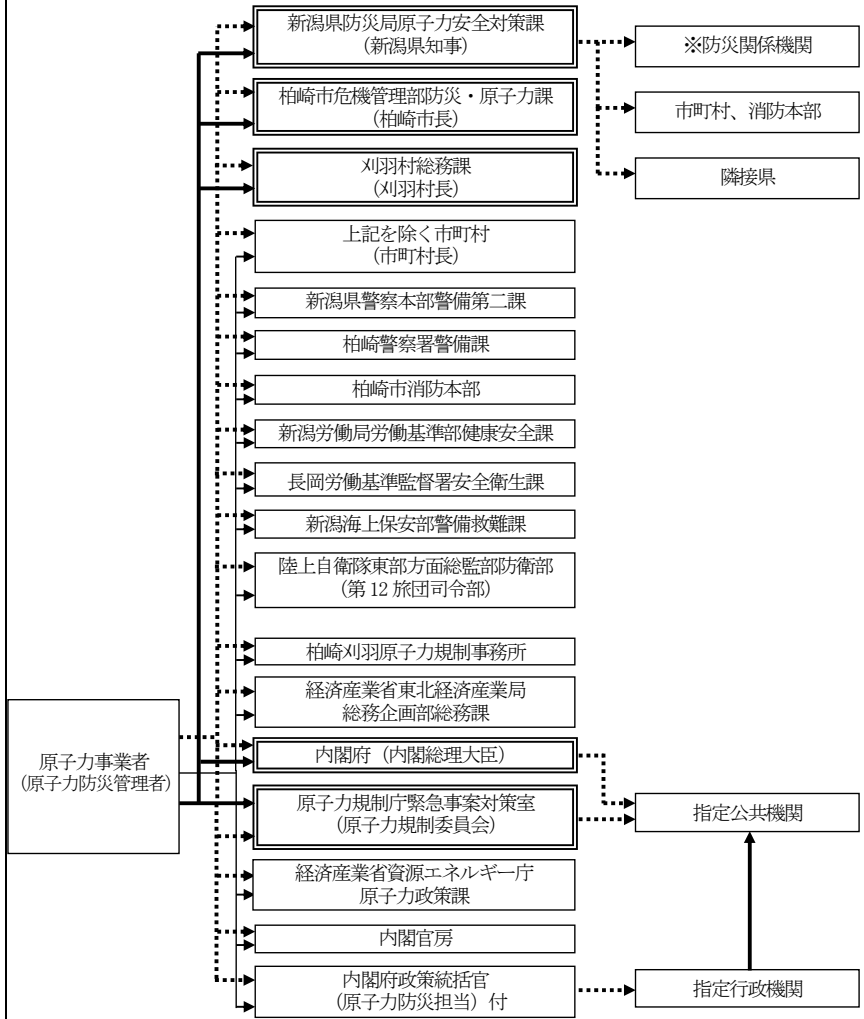 新潟県防災局原子力安全対策課
(新潟県知事)
※防災関係機関
柏崎市危機管理部防災・原子力課
(柏崎市長)
市町村、消防本部
刈羽村総務課
(刈羽村長)
隣接県
上記を除く市町村
(市町村長)
新潟県警察本部警備第二課
柏崎警察署警備課
柏崎市消防本部
新潟労働局労働基準部健康安全課
長岡労働基準監督署安全衛生課
新潟海上保安部警備救難課
陸上自衛隊東部方面総監部防衛部
(第12旅団司令部)
柏崎刈羽原子力規制事務所
経済産業省東北経済産業局
総務企画部総務課
原子力事業者
(原子力防災管理者)
内閣府(内閣総理大臣)
原子力規制庁緊急事案対策室
(原子力規制委員会)
指定公共機関
経済産業省資源エネルギー庁
原子力政策課
内閣官房
内閣府政策統括官
(原子力防災担当)付
指定行政機関